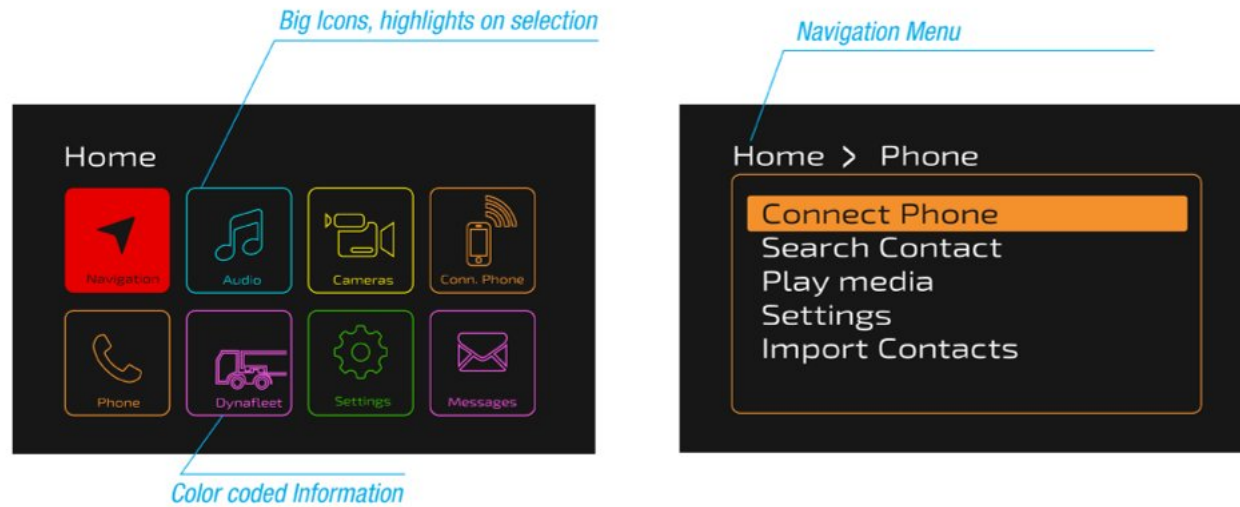 Big Icons, highlights on selection
Navigation Menu
Home
Navigation
Audio
Cameras
Conn. Phone
Phone
Dynafleet
Settings
Messages
Color coded Information
Home > Phone
Connect Phone
Search Contact
Play media
Settings
Import Contacts